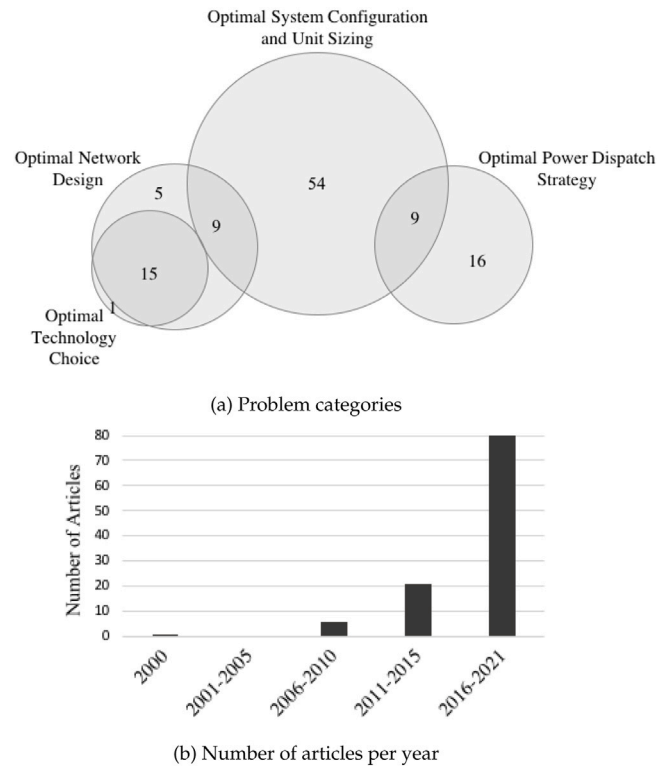 Optimal System Configuration
and Unit Sizing
Optimal Network
Design
Optimal Power Dispatch
Strategy
5
54
9
9
15
16
1
Optimal
Technology
Choice
(a) Problem categories
Number of Articles
80
70
60
50
40
30
20
10
0
2000
2001-2005
2006-2010
2011-2015
2016-2021
(b) Number of articles per year